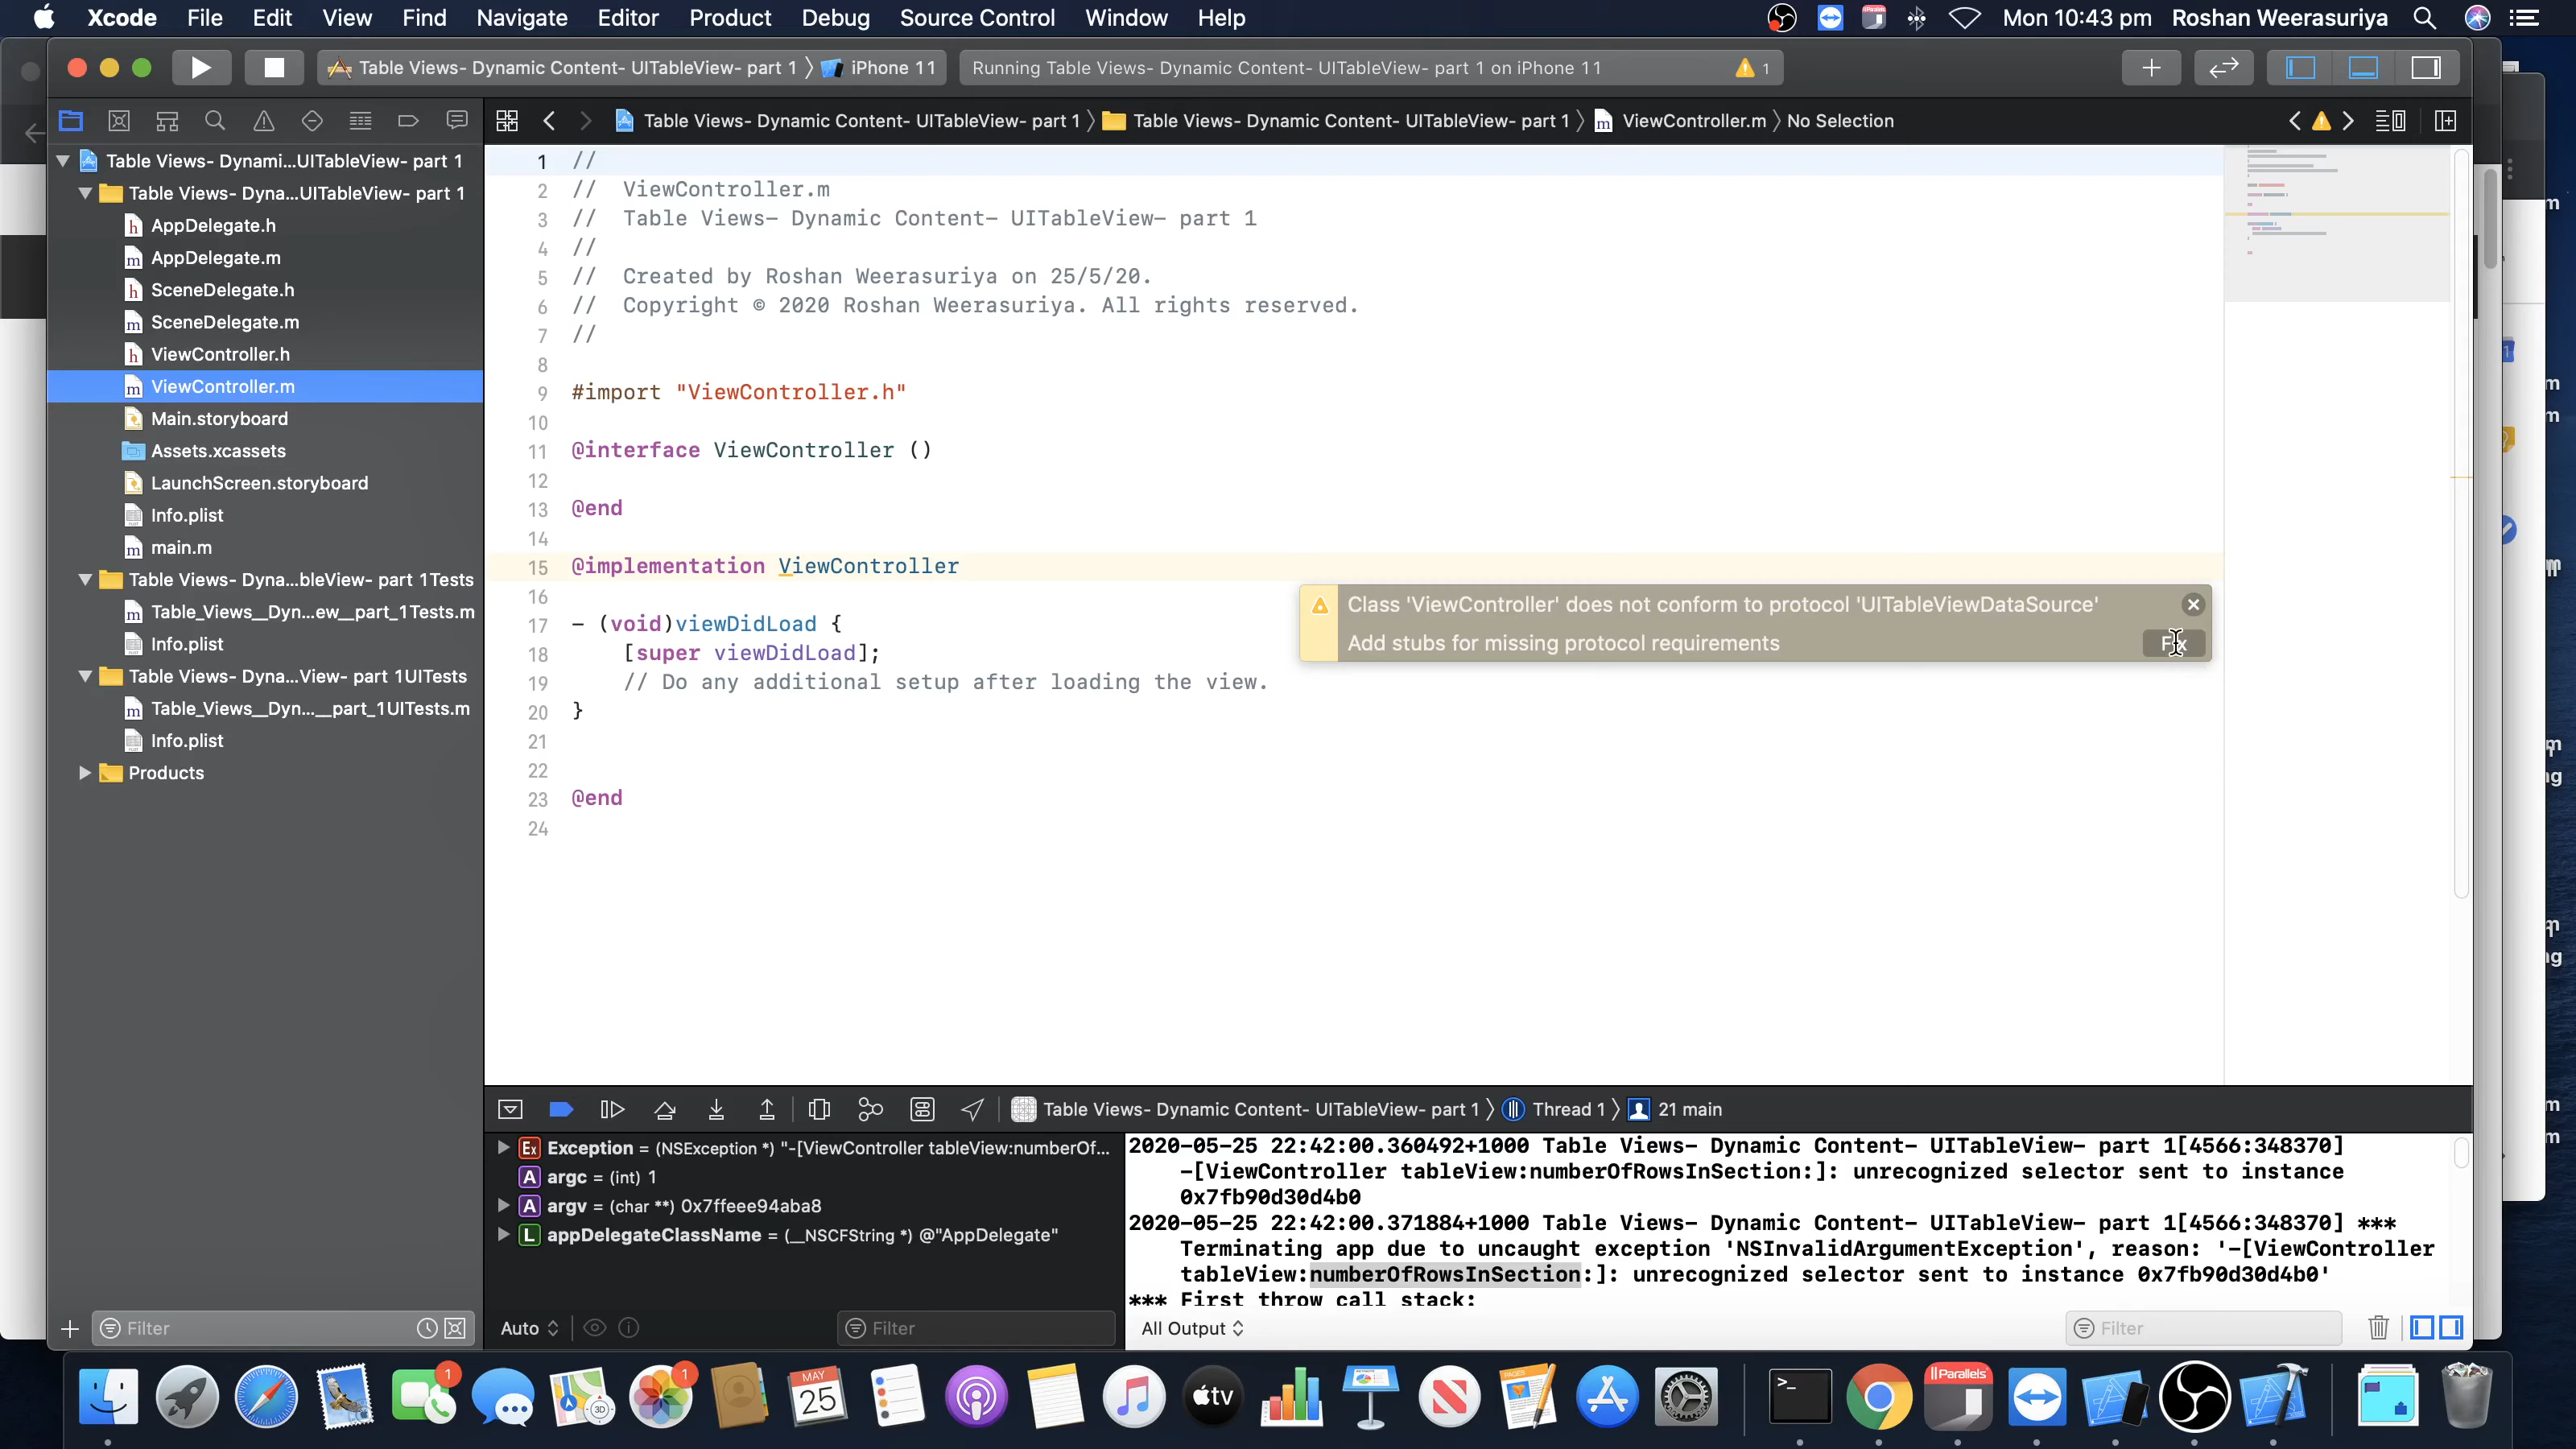 Xcode File Edit View Find Navigate Editor Product Debug Source Control Window Help Mon 10:43 pm Roshan Weerasuriya
Table Views- Dynamic Content- UITableView- part 1 iPhone 11
Running Table Views- Dynamic Content- UITableView- part 1 on iPhone 11 1
Table Views- Dynamic Content- UITableView- part 1 Table Views- Dynamic Content- UITableView- part 1 ViewController.m No Selection
Table Views- Dynami...UITableView- part 1
Table Views- Dyna...UITableView- part 1
AppDelegate.h
AppDelegate.m
SceneDelegate.h
SceneDelegate.m
ViewController.h
ViewController.m
Main.storyboard
Assets.xcassets
LaunchScreen.storyboard
Info.plist
main.m
Table Views- Dyna...bleView- part 1Tests
Table_Views__Dyn...ew__part_1Tests.m
Info.plist
Table Views- Dyna...View- part 1UITests
Table_Views__Dyn...__part_1UITests.m
Info.plist
Products
Filter
1 //
2 // ViewController.m
3 // Table Views- Dynamic Content- UITableView- part 1
4 //
5 // Created by Roshan Weerasuriya on 25/5/20.
6 // Copyright © 2020 Roshan Weerasuriya. All rights reserved.
7 //
8
9 #import "ViewController.h"
10
11 @interface ViewController ()
12
13 @end
14
15 @implementation ViewController
16
17 - (void)viewDidLoad {
18 [super viewDidLoad];
19 // Do any additional setup after loading the view.
20 }
21
22
23 @end
24
Class 'ViewController' does not conform to protocol 'UITableViewDataSource'
Add stubs for missing protocol requirements Fix
Table Views- Dynamic Content- UITableView- part 1 Thread 1 21 main
Exception = (NSException *) "-[ViewController tableView:numberOf...
A argc = (int) 1
A argv = (char **) 0x7ffeee94aba8
L appDelegateClassName = (__NSCFString *) @"AppDelegate"
Auto Filter
2020-05-25 22:42:00.360492+1000 Table Views- Dynamic Content- UITableView- part 1[4566:348370]
-[ViewController tableView:numberOfRowsInSection:]: unrecognized selector sent to instance
0x7fb90d30d4b0
2020-05-25 22:42:00.371884+1000 Table Views- Dynamic Content- UITableView- part 1[4566:348370] ***
Terminating app due to uncaught exception 'NSInvalidArgumentException', reason: '-[ViewController
tableView:numberOfRowsInSection:]: unrecognized selector sent to instance 0x7fb90d30d4b0'
*** First throw call stack:
All Output Filter
1
1
MAY
25
tv
PAGES
Parallels